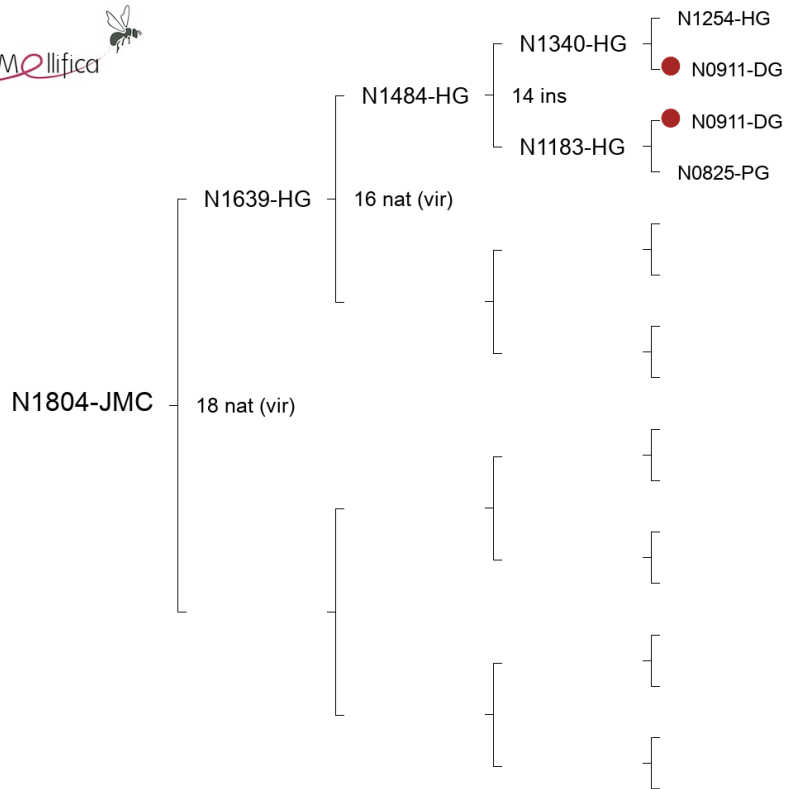 Mellifica
N1254-HG
N1340-HG
N0911-DG
N1484-HG
14 ins
N0911-DG
N1183-HG
N0825-PG
N1639-HG
16 nat (vir)
N1804-JMC
18 nat (vir)